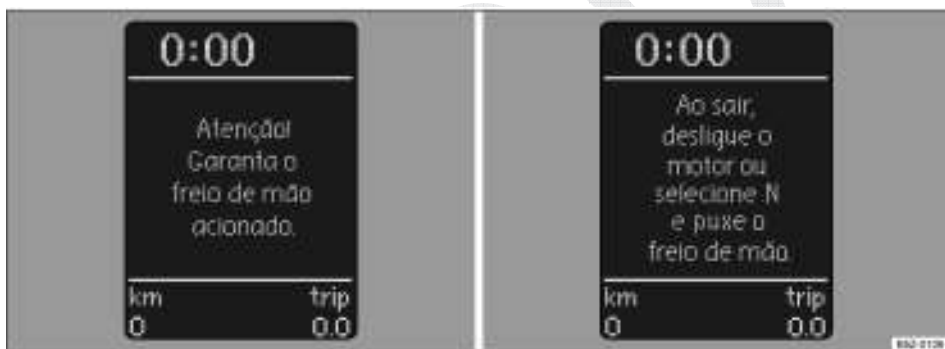 0:00
Atenção!
Garanta o
freio de mão
acionado.
km trip
0 0.0
0:00
Ao sair,
desligue o
motor ou
selecione N
e puxe o
freio de mão
km trip
0 0.0